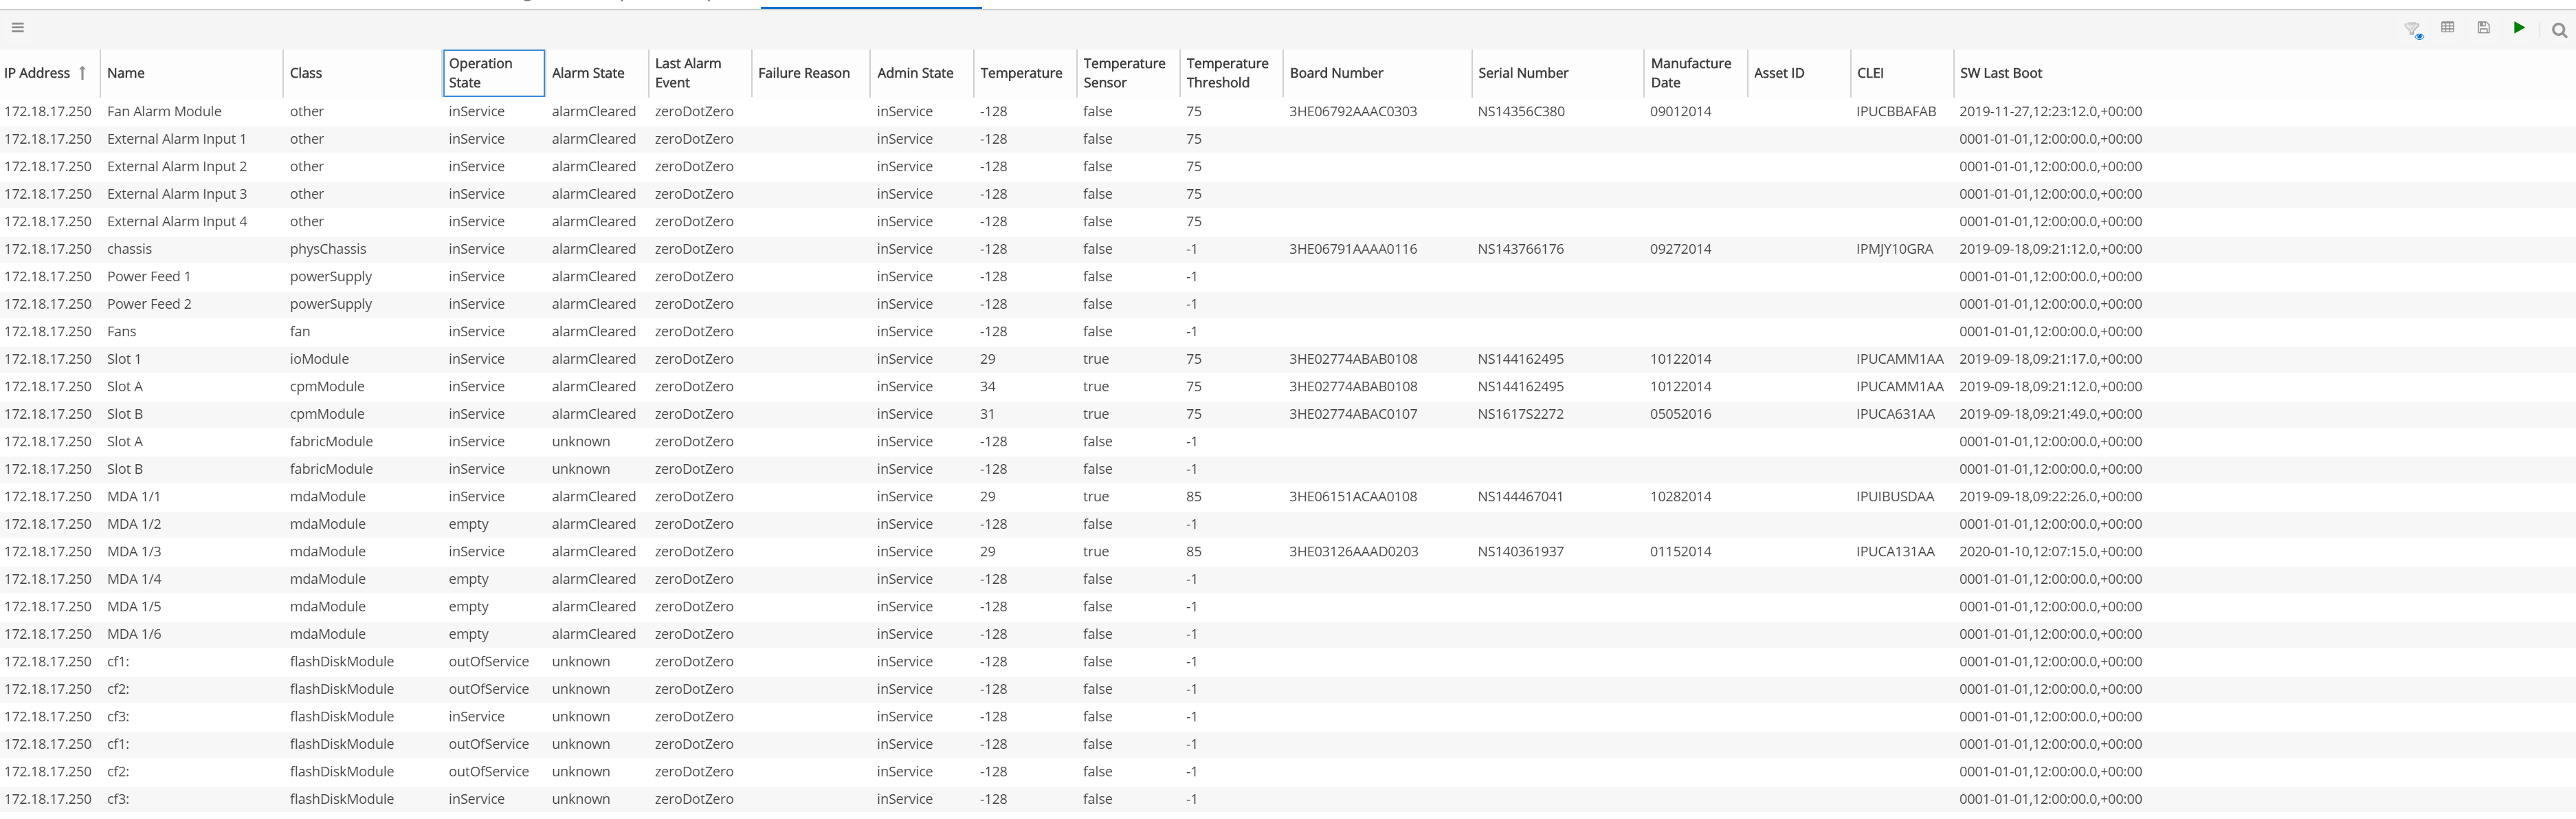 IP Address ↑ Name Class Operation State Alarm State Last Alarm Event Failure Reason Admin State Temperature Temperature Sensor Temperature Threshold Board Number Serial Number Manufacture Date Asset ID CLEI SW Last Boot
172.18.17.250 Fan Alarm Module other inService alarmCleared zeroDotZero inService -128 false 75 3HE06792AAAC0303 NS14356C380 09012014 IPUCBBAFAB 2019-11-27,12:23:12.0,+00:00
172.18.17.250 External Alarm Input 1 other inService alarmCleared zeroDotZero inService -128 false 75 0001-01-01,12:00:00.0,+00:00
172.18.17.250 External Alarm Input 2 other inService alarmCleared zeroDotZero inService -128 false 75 0001-01-01,12:00:00.0,+00:00
172.18.17.250 External Alarm Input 3 other inService alarmCleared zeroDotZero inService -128 false 75 0001-01-01,12:00:00.0,+00:00
172.18.17.250 External Alarm Input 4 other inService alarmCleared zeroDotZero inService -128 false 75 0001-01-01,12:00:00.0,+00:00
172.18.17.250 chassis physChassis inService alarmCleared zeroDotZero inService -128 false -1 3HE06791AAAA0116 NS143766176 09272014 IPMJY10GRA 2019-09-18,09:21:12.0,+00:00
172.18.17.250 Power Feed 1 powerSupply inService alarmCleared zeroDotZero inService -128 false -1 0001-01-01,12:00:00.0,+00:00
172.18.17.250 Power Feed 2 powerSupply inService alarmCleared zeroDotZero inService -128 false -1 0001-01-01,12:00:00.0,+00:00
172.18.17.250 Fans fan inService alarmCleared zeroDotZero inService -128 false -1 0001-01-01,12:00:00.0,+00:00
172.18.17.250 Slot 1 ioModule inService alarmCleared zeroDotZero inService 29 true 75 3HE02774ABAB0108 NS144162495 10122014 IPUCAMM1AA 2019-09-18,09:21:17.0,+00:00
172.18.17.250 Slot A cpmModule inService alarmCleared zeroDotZero inService 34 true 75 3HE02774ABAB0108 NS144162495 10122014 IPUCAMM1AA 2019-09-18,09:21:12.0,+00:00
172.18.17.250 Slot B cpmModule inService alarmCleared zeroDotZero inService 31 true 75 3HE02774ABAC0107 NS1617S2272 05052016 IPUCA631AA 2019-09-18,09:21:49.0,+00:00
172.18.17.250 Slot A fabricModule inService unknown zeroDotZero inService -128 false -1 0001-01-01,12:00:00.0,+00:00
172.18.17.250 Slot B fabricModule inService unknown zeroDotZero inService -128 false -1 0001-01-01,12:00:00.0,+00:00
172.18.17.250 MDA 1/1 mdaModule inService alarmCleared zeroDotZero inService 29 true 85 3HE06151ACAA0108 NS144467041 10282014 IPUIBUSDAA 2019-09-18,09:22:26.0,+00:00
172.18.17.250 MDA 1/2 mdaModule empty alarmCleared zeroDotZero inService -128 false -1 0001-01-01,12:00:00.0,+00:00
172.18.17.250 MDA 1/3 mdaModule inService alarmCleared zeroDotZero inService 29 true 85 3HE03126AAAD0203 NS140361937 01152014 IPUCA131AA 2020-01-10,12:07:15.0,+00:00
172.18.17.250 MDA 1/4 mdaModule empty alarmCleared zeroDotZero inService -128 false -1 0001-01-01,12:00:00.0,+00:00
172.18.17.250 MDA 1/5 mdaModule empty alarmCleared zeroDotZero inService -128 false -1 0001-01-01,12:00:00.0,+00:00
172.18.17.250 MDA 1/6 mdaModule empty alarmCleared zeroDotZero inService -128 false -1 0001-01-01,12:00:00.0,+00:00
172.18.17.250 cf1: flashDiskModule outOfService unknown zeroDotZero inService -128 false -1 0001-01-01,12:00:00.0,+00:00
172.18.17.250 cf2: flashDiskModule outOfService unknown zeroDotZero inService -128 false -1 0001-01-01,12:00:00.0,+00:00
172.18.17.250 cf3: flashDiskModule inService unknown zeroDotZero inService -128 false -1 0001-01-01,12:00:00.0,+00:00
172.18.17.250 cf1: flashDiskModule outOfService unknown zeroDotZero inService -128 false -1 0001-01-01,12:00:00.0,+00:00
172.18.17.250 cf2: flashDiskModule outOfService unknown zeroDotZero inService -128 false -1 0001-01-01,12:00:00.0,+00:00
172.18.17.250 cf3: flashDiskModule inService unknown zeroDotZero inService -128 false -1 0001-01-01,12:00:00.0,+00:00